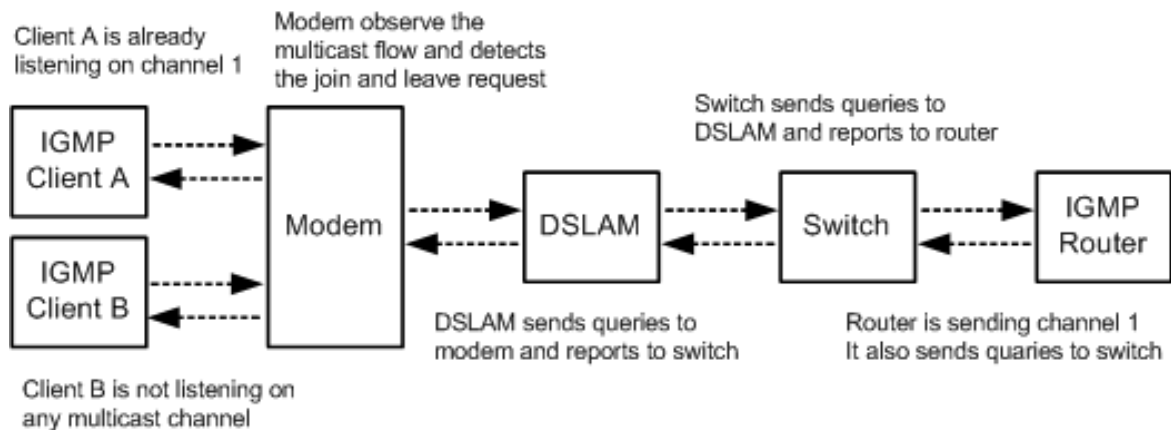 Client A is already
listening on channel 1
Modem observe the
multicast flow and detects
the join and leave request
Switch sends queries to
DSLAM and reports to router
IGMP
Client A
Modem
DSLAM
Switch
IGMP
Router
IGMP
Client B
DSLAM sends queries to
modem and reports to switch
Router is sending channel 1
It also sends quaries to switch
Client B is not listening on
any multicast channel